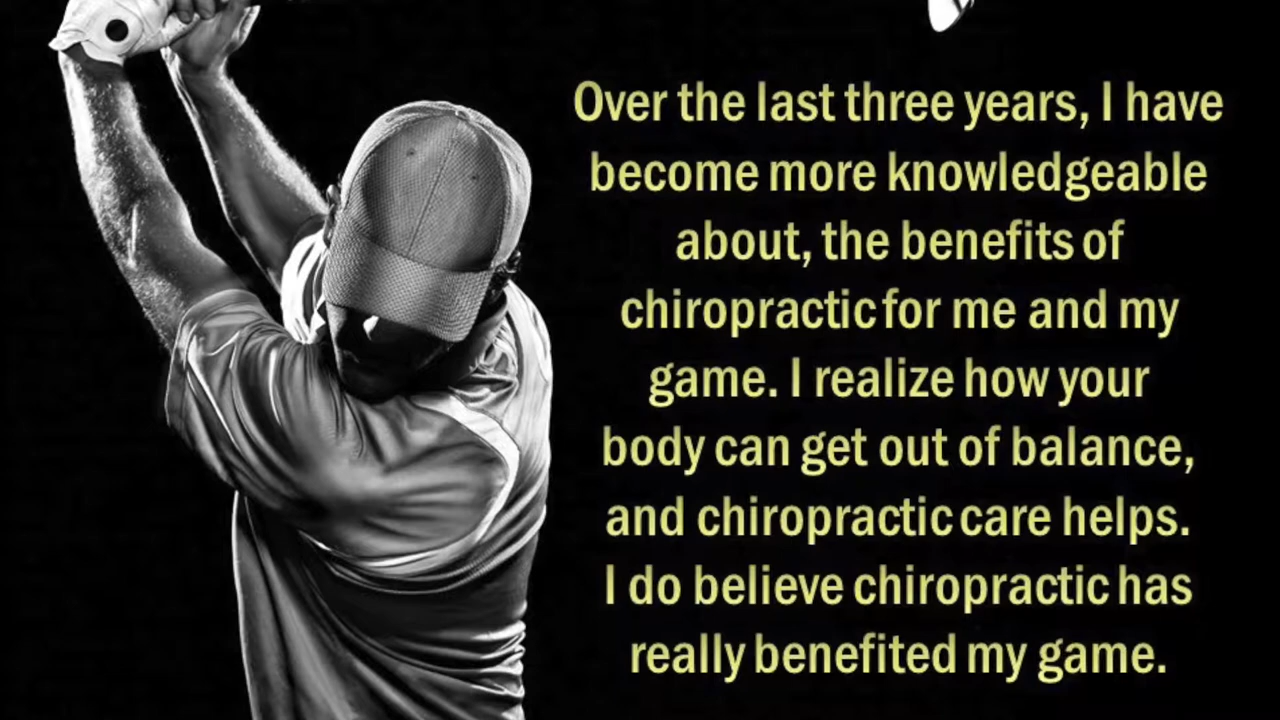 Over the last three years, I have
become more knowledgeable
about, the benefits of
chiropractic for me and my
game. I realize how your
body can get out of balance,
and chiropractic care helps.
I do believe chiropractic has
really benefited my game.